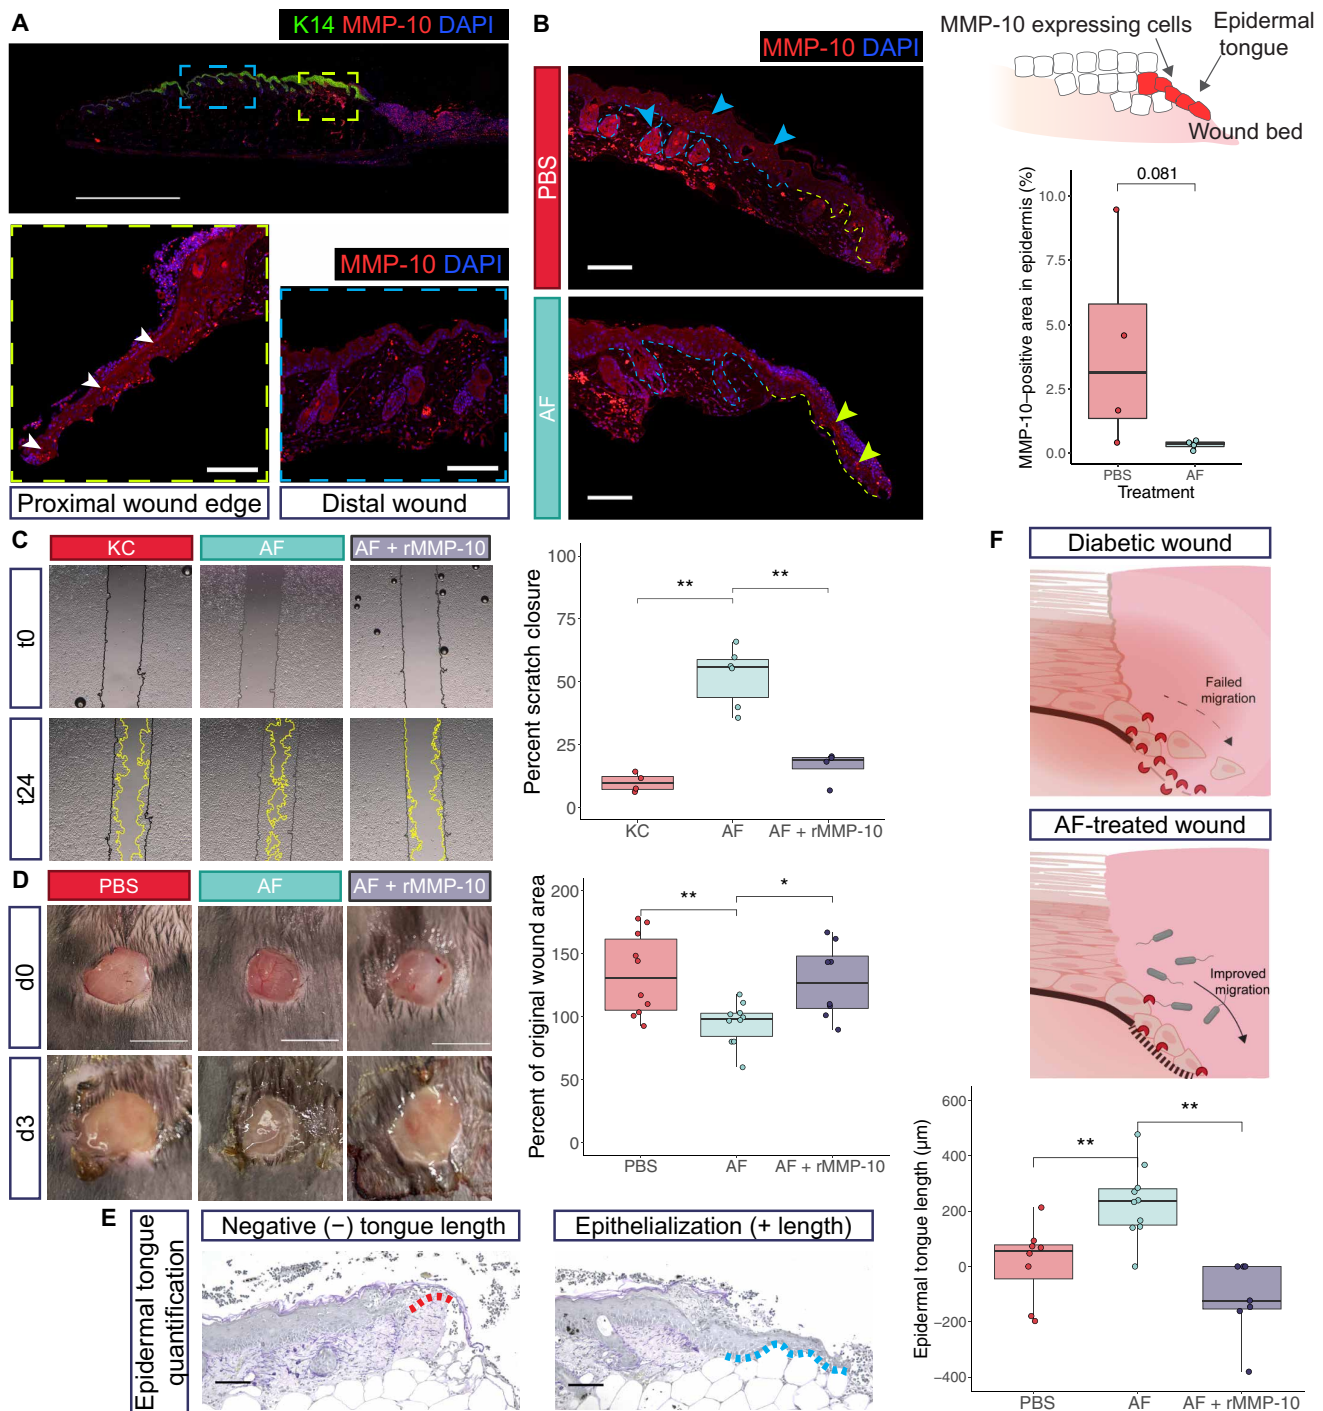 A
K14 MMP-10 DAPI
MMP-10 DAPI
Proximal wound edge
Distal wound
B
MMP-10 DAPI
PBS
AF
MMP-10 expressing cells
Epidermal
tongue
Wound bed
MMP-10-positive area in epidermis (%)
10.0
7.5
5.0
2.5
0.0
0.081
PBS
AF
Treatment
C
KC
AF
AF + rMMP-10
t0
t24
Percent scratch closure
100
75
50
25
0
**
**
KC
AF
AF + rMMP-10
D
PBS
AF
AF + rMMP-10
d0
d3
Percent of original wound area
200
150
100
50
0
**
*
PBS
AF
AF + rMMP-10
E
Epidermal tongue
quantification
Negative (−) tongue length
Epithelialization (+ length)
F
Diabetic wound
Failed
migration
AF-treated wound
Improved
migration
Epidermal tongue length (μm)
600
400
200
0
−200
−400
**
**
PBS
AF
AF + rMMP-10